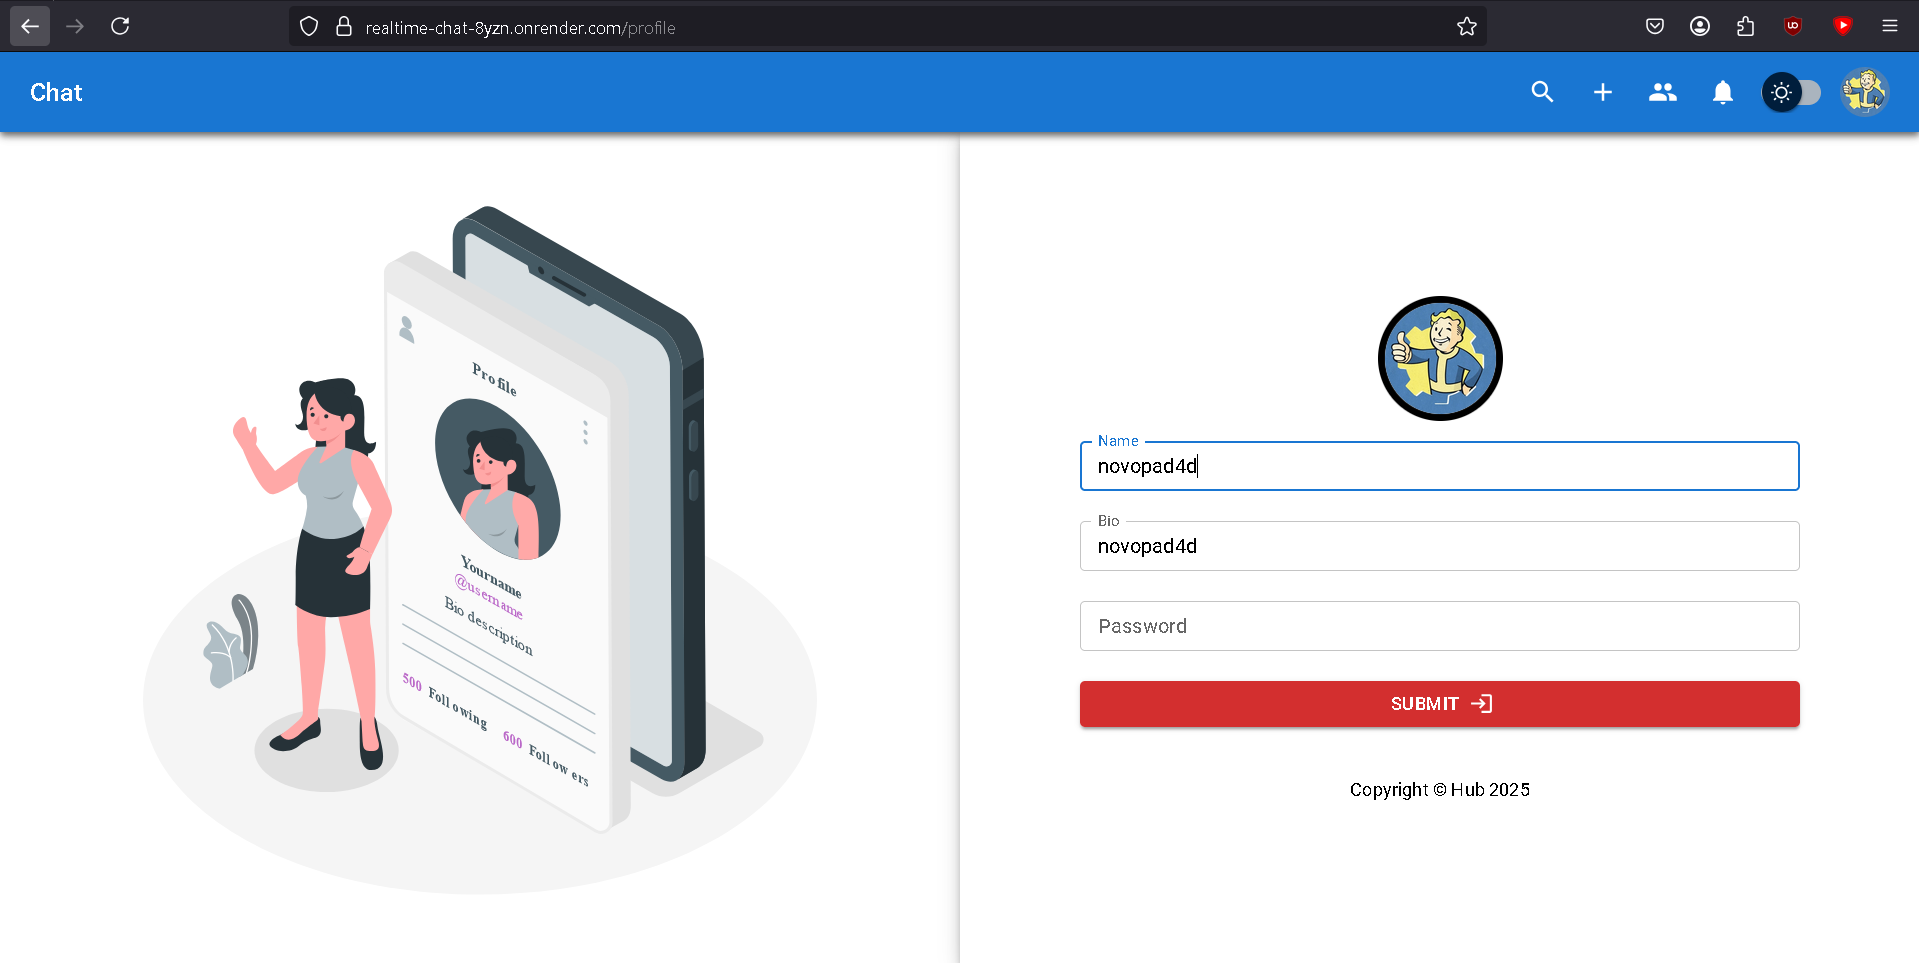 realtime-chat-8yzn.onrender.com/profile
Chat
Profile
Yourname
@username
Bio description
500 Following
600 Followers
Name
novopad4d
Bio
novopad4d
Password
SUBMIT
Copyright © Hub 2025